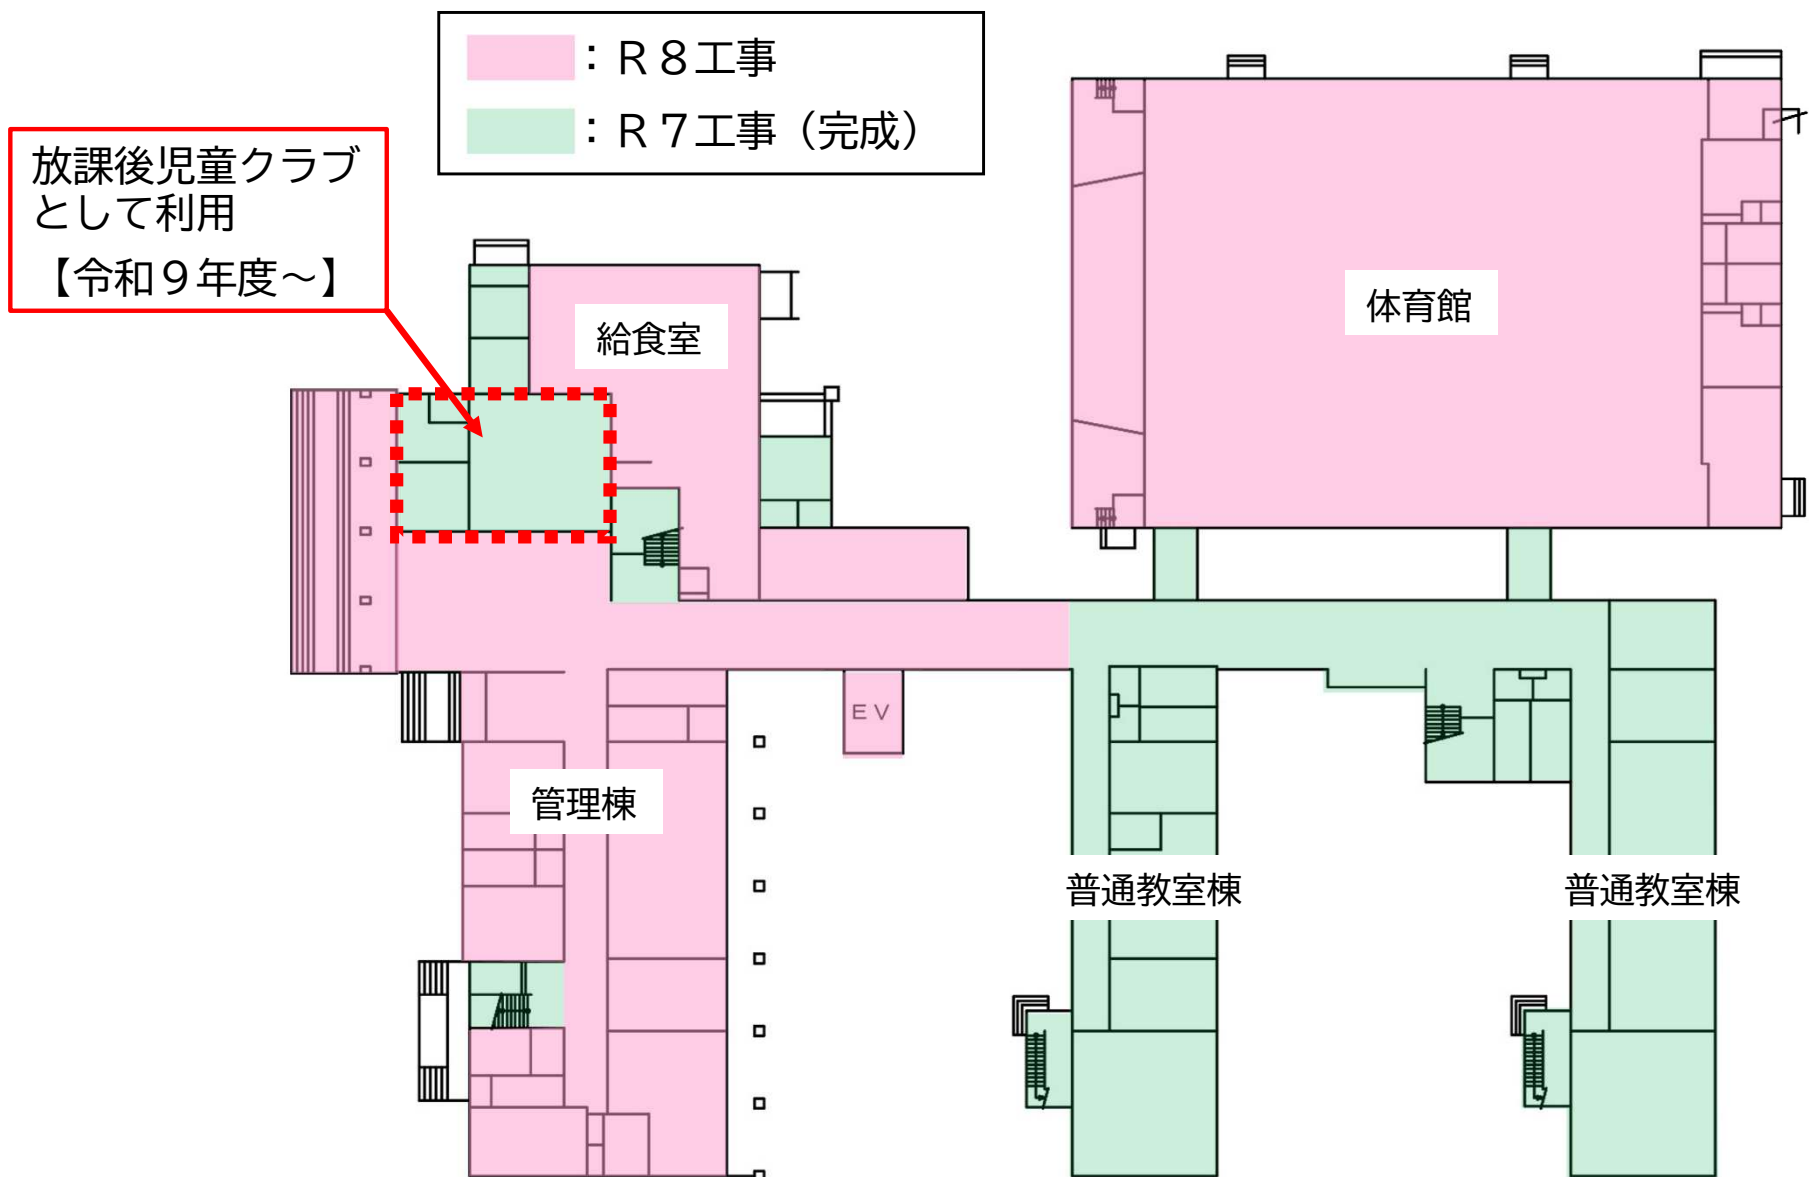 ：Ｒ８工事
：Ｒ７工事（完成）
放課後児童クラブ
として利用
【令和９年度～】
体育館
給食室
ＥＶ
管理棟
普通教室棟
普通教室棟